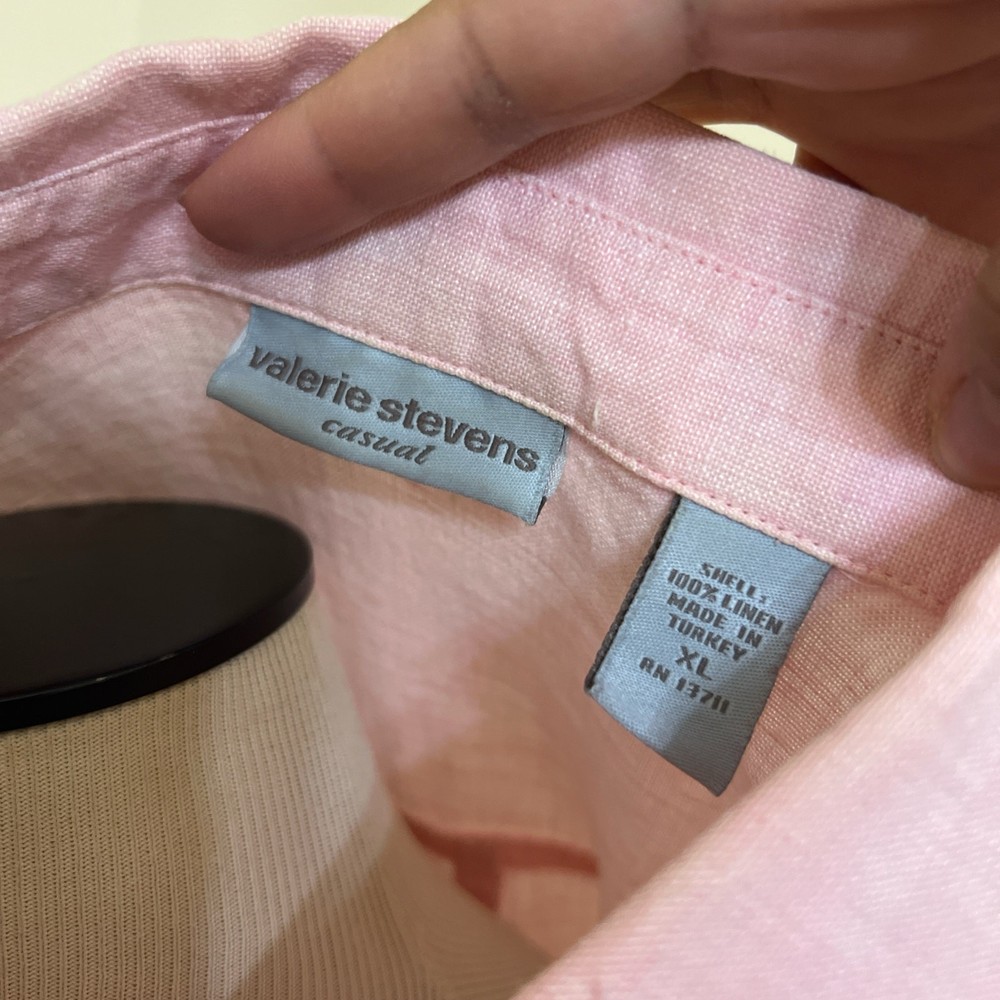 valerie stevens
casual
SHELL:
100% LINEN
MADE IN
TURKEY
XL
RN 13711